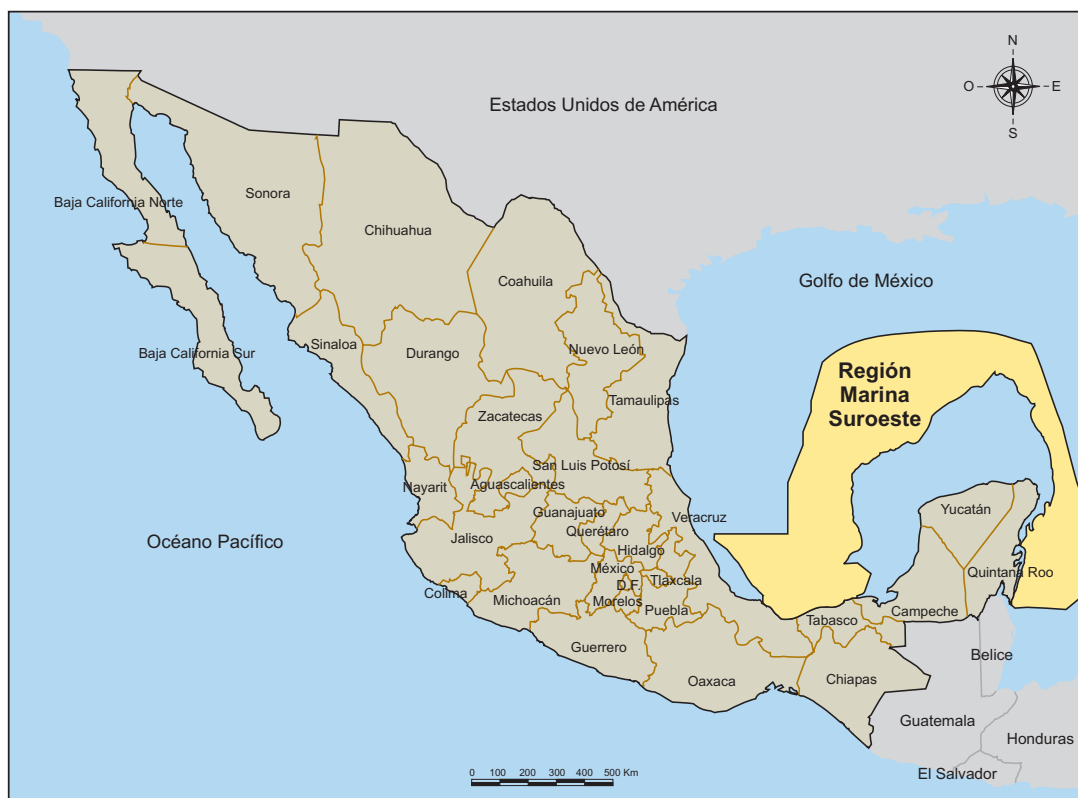 N
O
E
S
Estados Unidos de América
Baja California Norte
Sonora
Chihuahua
Coahuila
Golfo de México
Baja California Sur
Sinaloa
Durango
Nuevo León
Región
Marina
Suroeste
Tamaulipas
Zacatecas
San Luis Potosí
Nayarit
Aguascalientes
Guanajuato
Veracruz
Yucatán
Querétaro
Océano Pacífico
Jalisco
Hidalgo
México
Quintana Roo
D.F.
Tlaxcala
Colima
Michoacán
Morelos
Puebla
Campeche
Tabasco
Guerrero
Belice
Oaxaca
Chiapas
Guatemala
Honduras
El Salvador
0 100 200 300 400 500 Km